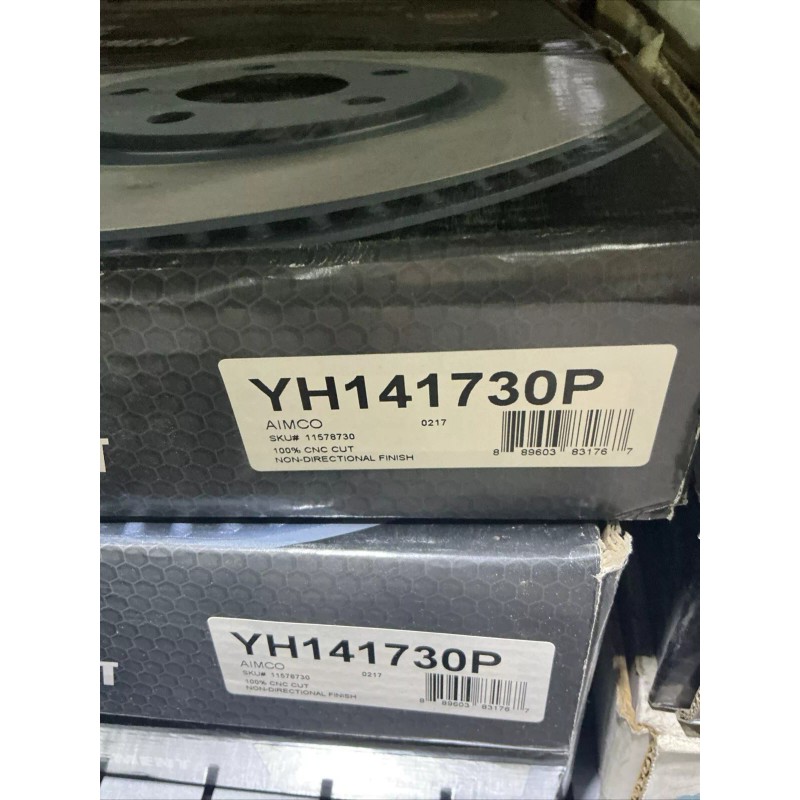 YH141730P
AIMCO 0217
SKU# 11578730
100% CNC CUT
NON-DIRECTIONAL FINISH
8 89603 83176 7
T
YH141730P
AIMCO
SKU# 11578730 0217
100% CNC CUT
NON-DIRECTIONAL FINISH
8 89603 83176 7
T